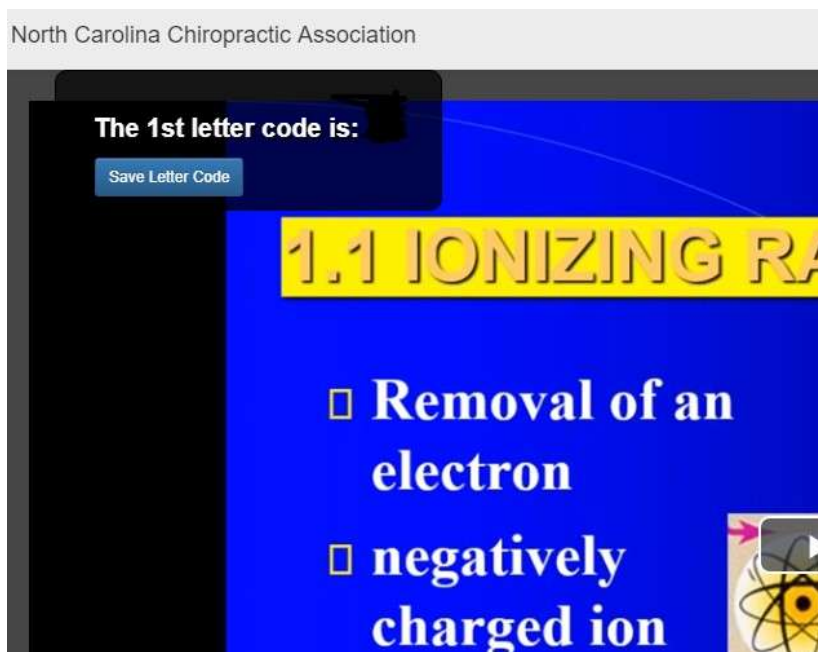 North Carolina Chiropractic Association
The 1st letter code is:
Save Letter Code
1.1 IONIZING RA
Removal of an
electron
negatively
charged ion